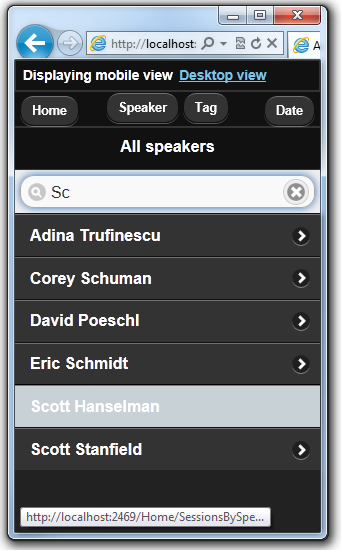 http://localhost:
A
Displaying mobile view Desktop view
Home Speaker Tag Date
All speakers
Sc
Adina Trufinescu
Corey Schuman
David Poeschl
Eric Schmidt
Scott Hanselman
Scott Stanfield
http://localhost:2469/Home/SessionsBySpe...